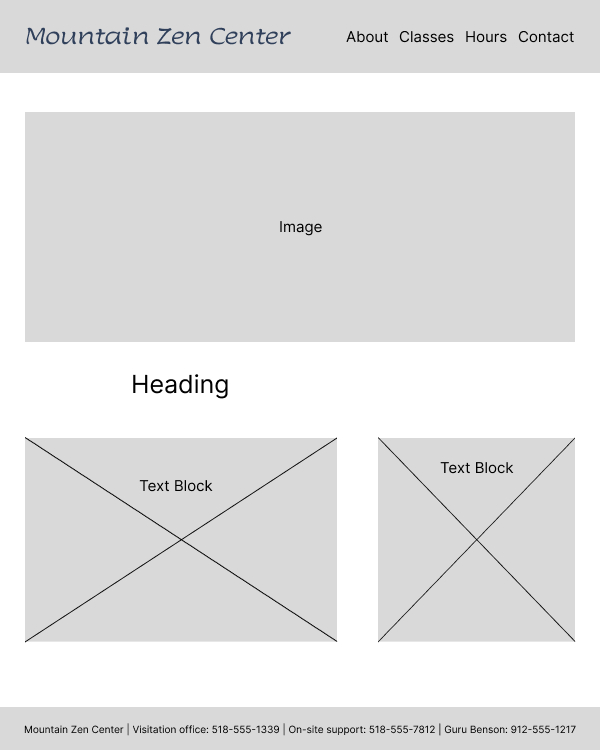 Mountain Zen Center
About Classes Hours Contact
Image
Heading
Text Block
Text Block
Mountain Zen Center | Visitation office: 518-555-1339 | On-site support: 518-555-7812 | Guru Benson: 912-555-1217